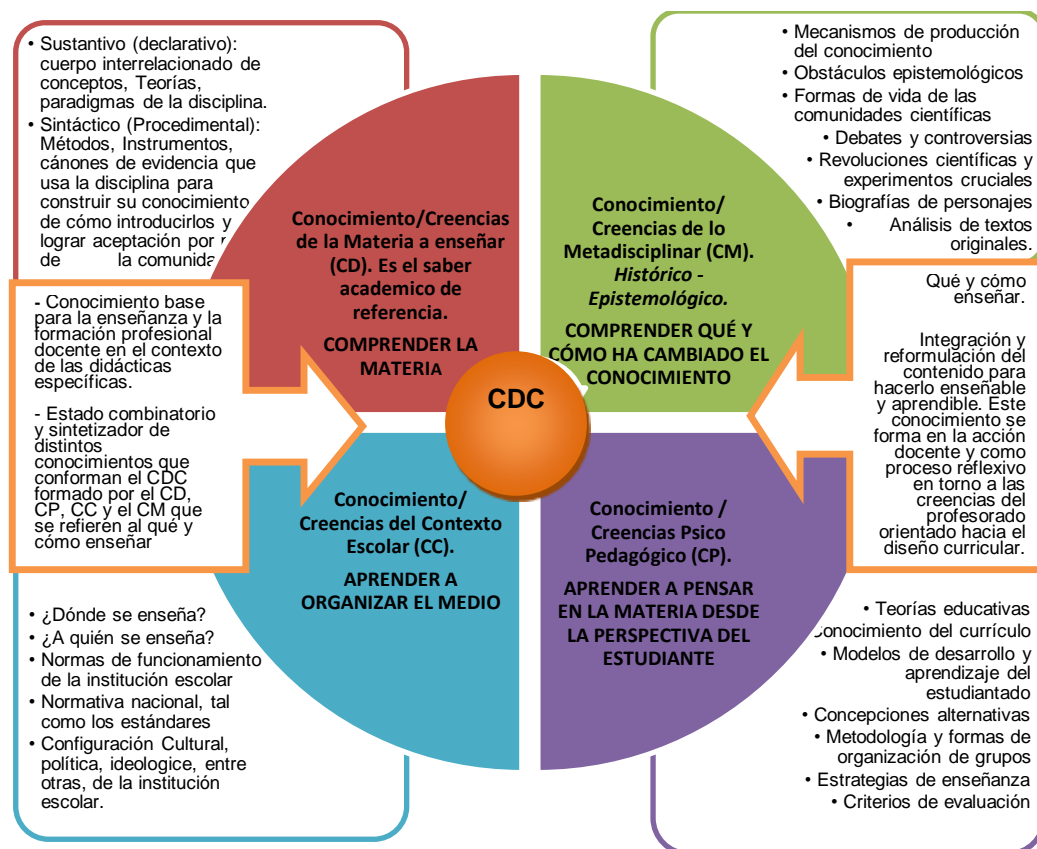 • Sustantivo (declarativo):
cuerpo interrelacionado de
conceptos, Teorías,
paradigmas de la disciplina.
• Sintáctico (Procedimental):
Métodos, Instrumentos,
cánones de evidencia que
usa la disciplina para
construir su conocimiento
de cómo introducirlos y
lograr aceptación por
de la
• Mecanismos de producción
del conocimiento
• Obstáculos epistemológicos
• Formas de vida de las
comunidades científicas
• Debates y controversias
• Revoluciones científicas y
experimentos cruciales
• Biografías de personajes
• Análisis de textos
originales.
Conocimiento/Creencias
de la Materia a enseñar
(CD). Es el saber
academico de
referencia.
COMPRENDER LA
MATERIA
Conocimiento/
Creencias de lo
Metadisciplinar (CM).
Histórico -
Epistemológico.
COMPRENDER QUÉ Y
CÓMO HA CAMBIADO EL
CONOCIMIENTO
- Conocimiento base
para la enseñanza y la
formación profesional
docente en el contexto
de las didácticas
específicas.
- Estado combinatorio
y sintetizador de
distintos
conocimientos que
conforman el CDC
formado por el CD,
CP, CC y el CM que
se refieren al qué y
cómo enseñar
CDC
Qué y cómo
enseñar.
Integración y
reformulación del
contenido para
hacerlo enseñable
y aprendible. Este
conocimiento se
forma en la acción
docente y como
proceso reflexivo
en torno a las
creencias del
profesorado
orientado hacia el
diseño curricular.
Conocimiento/
Creencias del Contexto
Escolar (CC).
APRENDER A
ORGANIZAR EL MEDIO
Conocimiento /
Creencias Psico
Pedagógico (CP).
APRENDER A PENSAR
EN LA MATERIA DESDE
LA PERSPECTIVA DEL
ESTUDIANTE
• ¿Dónde se enseña?
• ¿A quién se enseña?
• Normas de funcionamiento
de la institución escolar
• Normativa nacional, tal
como los estándares
• Configuración Cultural,
política, ideologice, entre
otras, de la institución
escolar.
• Teorías educativas
Conocimiento del currículo
• Modelos de desarrollo y
aprendizaje del
estudiantado
• Concepciones alternativas
• Metodología y formas de
organización de grupos
• Estrategias de enseñanza
• Criterios de evaluación